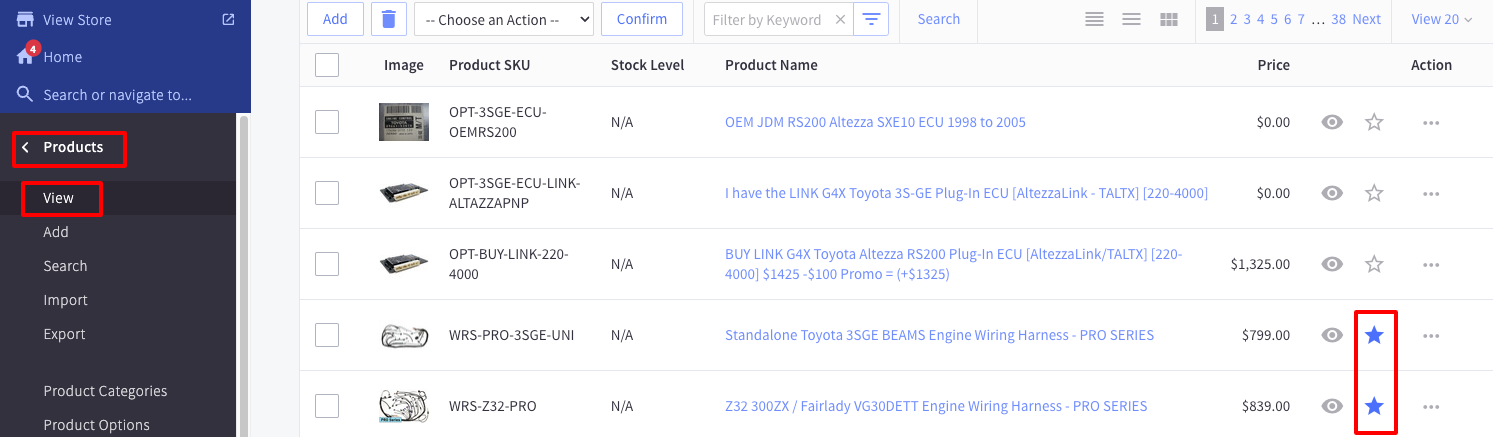 View Store
4
Home
Search or navigate to...
Products
View
Add
Search
Import
Export
Product Categories
Product Options
Add
-- Choose an Action --
Confirm
Filter by Keyword
Search
1 2 3 4 5 6 7 ... 38 Next
View 20
Image Product SKU Stock Level Product Name Price Action
OPT-3SGE-ECU-
OEMRS200
N/A
OEM JDM RS200 Altezza SXE10 ECU 1998 to 2005
$0.00
OPT-3SGE-ECU-LINK-
ALTAZZAPNP
N/A
I have the LINK G4X Toyota 3S-GE Plug-In ECU [AltezzaLink - TALTX] [220-4000]
$0.00
OPT-BUY-LINK-220-
4000
N/A
BUY LINK G4X Toyota Altezza RS200 Plug-In ECU [AltezzaLink/TALTX] [220-
4000] $1425 -$100 Promo = (+$1325)
$1,325.00
WRS-PRO-3SGE-UNI
N/A
Standalone Toyota 3SGE BEAMS Engine Wiring Harness - PRO SERIES
$799.00
WRS-Z32-PRO
N/A
Z32 300ZX / Fairlady VG30DETT Engine Wiring Harness - PRO SERIES
$839.00